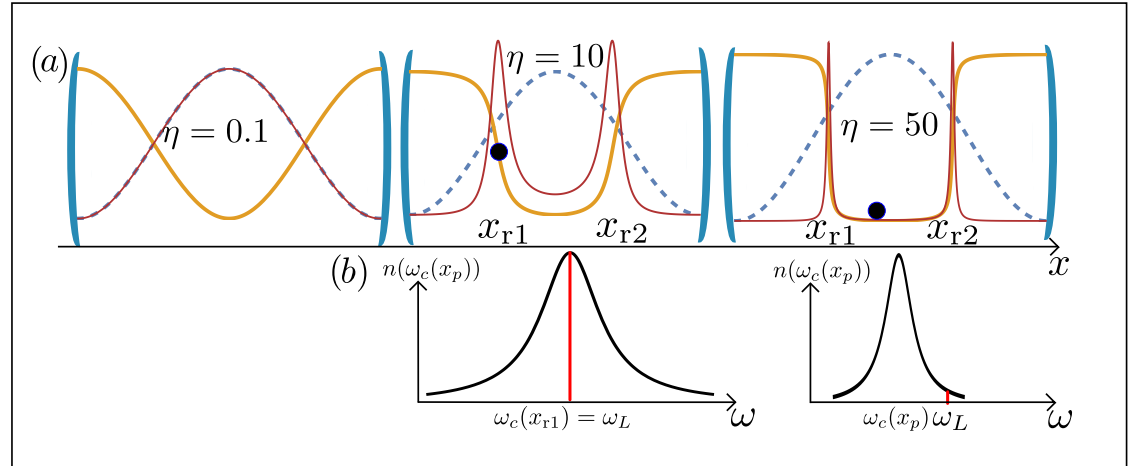 (a)
η = 0.1
η = 10
η = 50
x_r1 x_r2
x_r1 x_r2
x
(b)
n(ω_c(x_p))
n(ω_c(x_p))
ω_c(x_r1) = ω_L
ω
ω_c(x_p) ω_L
ω